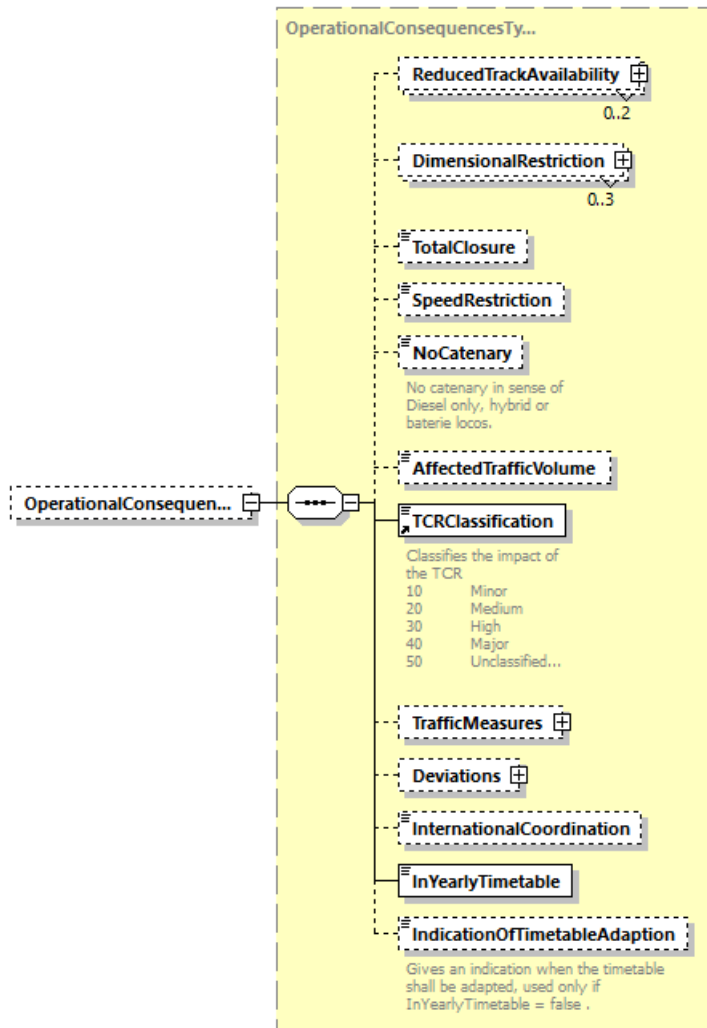 OperationalConsequencesTy...
ReducedTrackAvailability
0..2
DimensionalRestriction
0..3
TotalClosure
SpeedRestriction
NoCatenary
No catenary in sense of
Diesel only, hybrid or
baterie locos.
AffectedTrafficVolume
OperationalConsequen...
TCRClassification
Classifies the impact of
the TCR
10 Minor
20 Medium
30 High
40 Major
50 Unclassified...
TrafficMeasures
Deviations
InternationalCoordination
InYearlyTimetable
IndicationOfTimetableAdaption
Gives an indication when the timetable
shall be adapted, used only if
InYearlyTimetable = false .